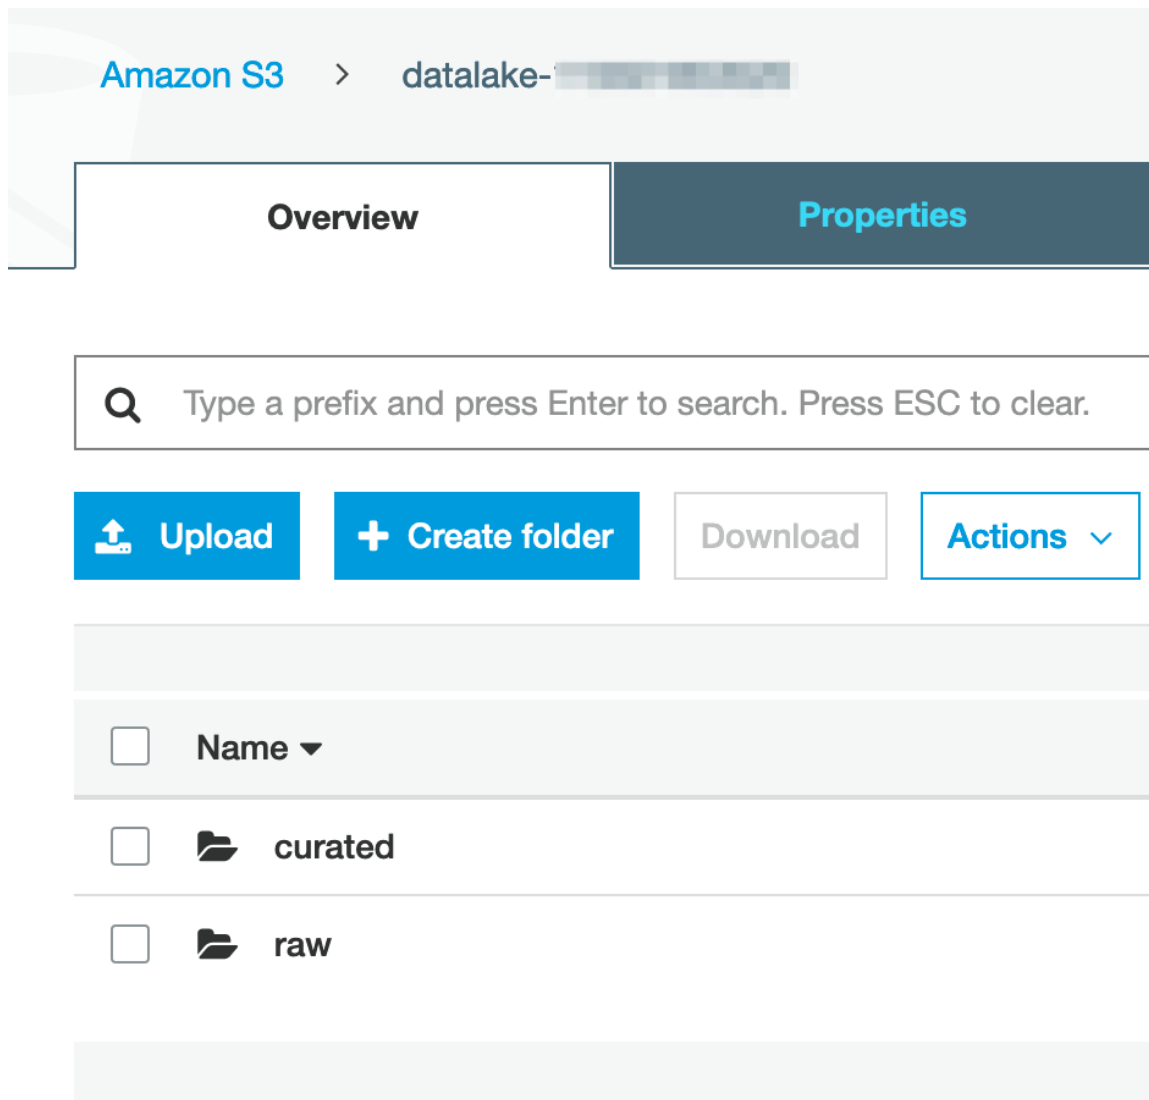 Amazon S3 > datalake-
Overview Properties
Type a prefix and press Enter to search. Press ESC to clear.
Upload Create folder Download Actions
Name
curated
raw